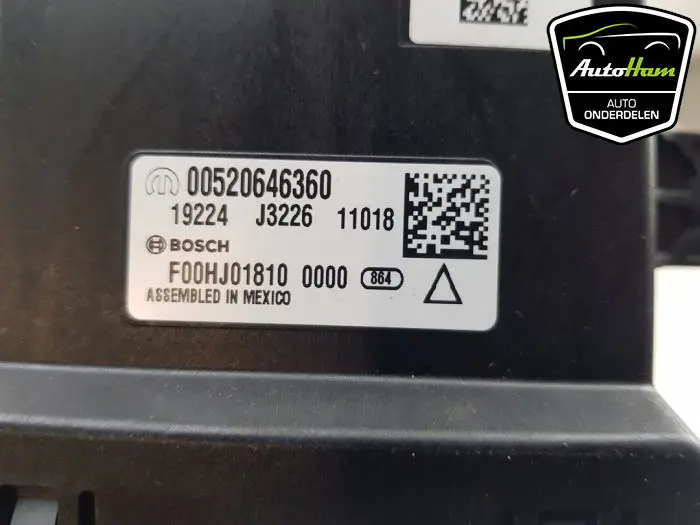 AutoHam
AUTO
ONDERDELEN
00520646360
19224 J3226 11018
BOSCH
F00HJ01810 0000 864
ASSEMBLED IN MEXICO